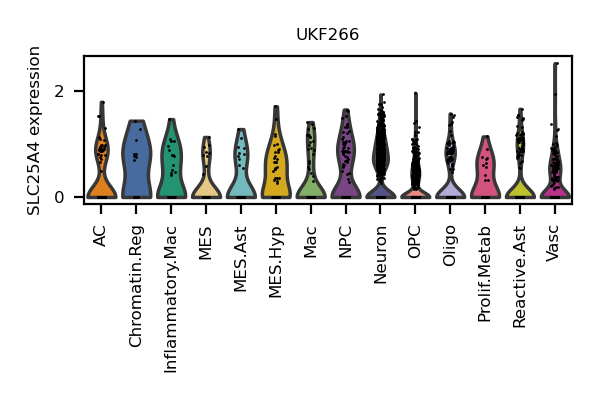 UKF266
SLC25A4 expression
2
0
AC
Chromatin.Reg
Inflammatory.Mac
MES
MES.Ast
MES.Hyp
Mac
NPC
Neuron
OPC
Oligo
Prolif.Metab
Reactive.Ast
Vasc